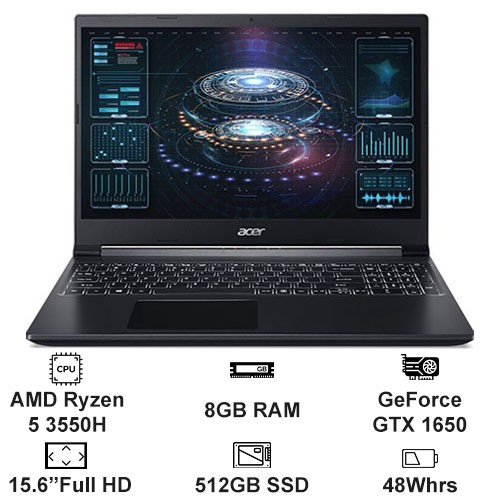 WARNING
acer
CPU
GB
AMD Ryzen
5 3550H
8GB RAM
GeForce
GTX 1650
15.6”Full HD
512GB SSD
48Whrs